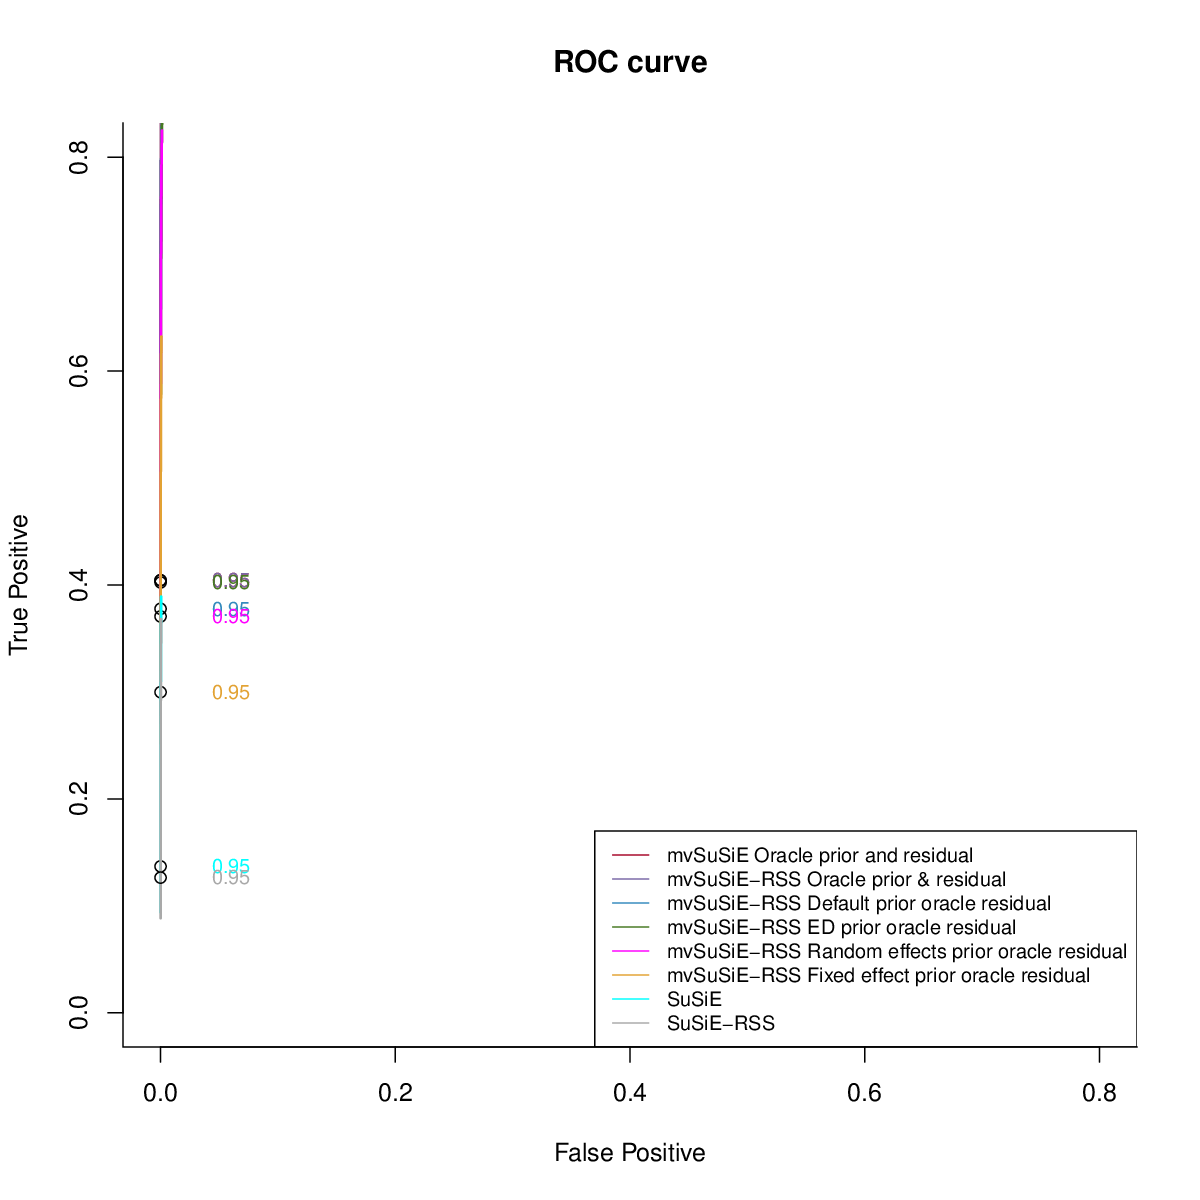 ROC curve
True Positive
0.8
0.6
0.4
0.2
0.0
0.95
0.95
0.95
0.95
0.95
0.95
0.95
mvSuSiE Oracle prior and residual
mvSuSiE−RSS Oracle prior & residual
mvSuSiE−RSS Default prior oracle residual
mvSuSiE−RSS ED prior oracle residual
mvSuSiE−RSS Random effects prior oracle residual
mvSuSiE−RSS Fixed effect prior oracle residual
SuSiE
SuSiE−RSS
0.0 0.2 0.4 0.6 0.8
False Positive